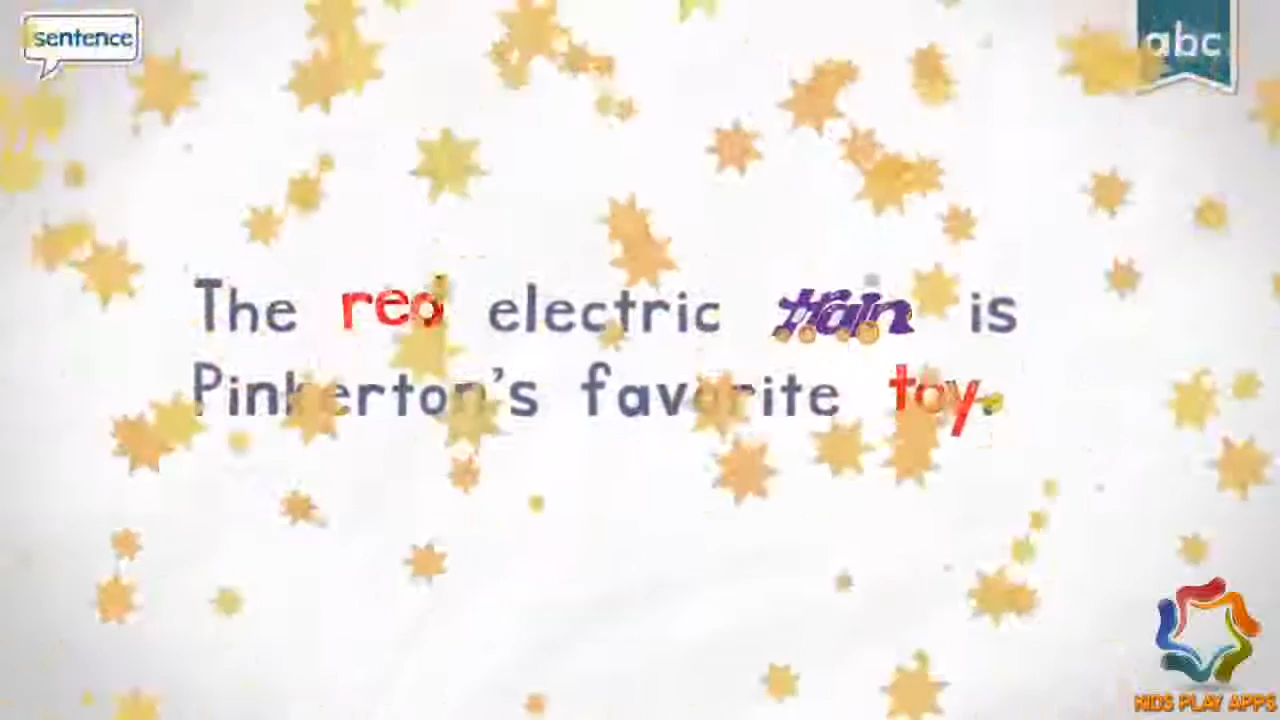 sentence
abc
The red electric train is
Pinkerton's favorite toy.
KIDS PLAY APPS